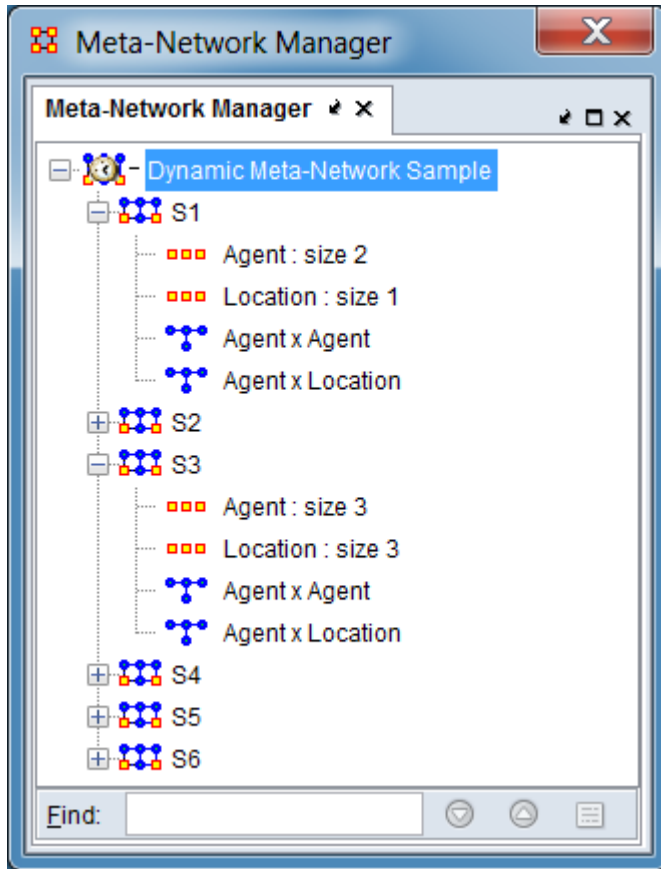 Meta-Network Manager
Meta-Network Manager
Dynamic Meta-Network Sample
S1
Agent : size 2
Location : size 1
Agent x Agent
Agent x Location
S2
S3
Agent : size 3
Location : size 3
Agent x Agent
Agent x Location
S4
S5
S6
Find: